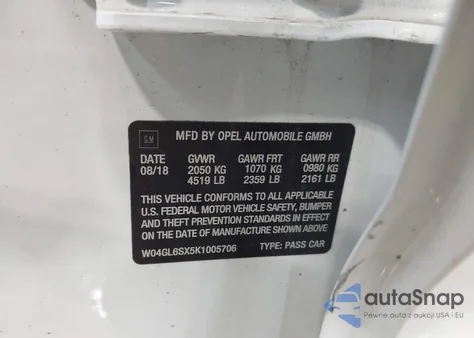 GM
MFD BY OPEL AUTOMOBILE GMBH
DATE GVWR GAWR FRT GAWR RR
08/18 2050 KG 1070 KG 0980 KG
4519 LB 2359 LB 2161 LB
THIS VEHICLE CONFORMS TO ALL APPLICABLE
U.S. FEDERAL MOTOR VEHICLE SAFETY, BUMPER
AND THEFT PREVENTION STANDARDS IN EFFECT
ON THE DATE OF MANUFACTURE SHOWN ABOVE
W04GL6SX5K1005706 TYPE: PASS CAR
autoSnap
Pewne auta z aukcji USA i Kanady